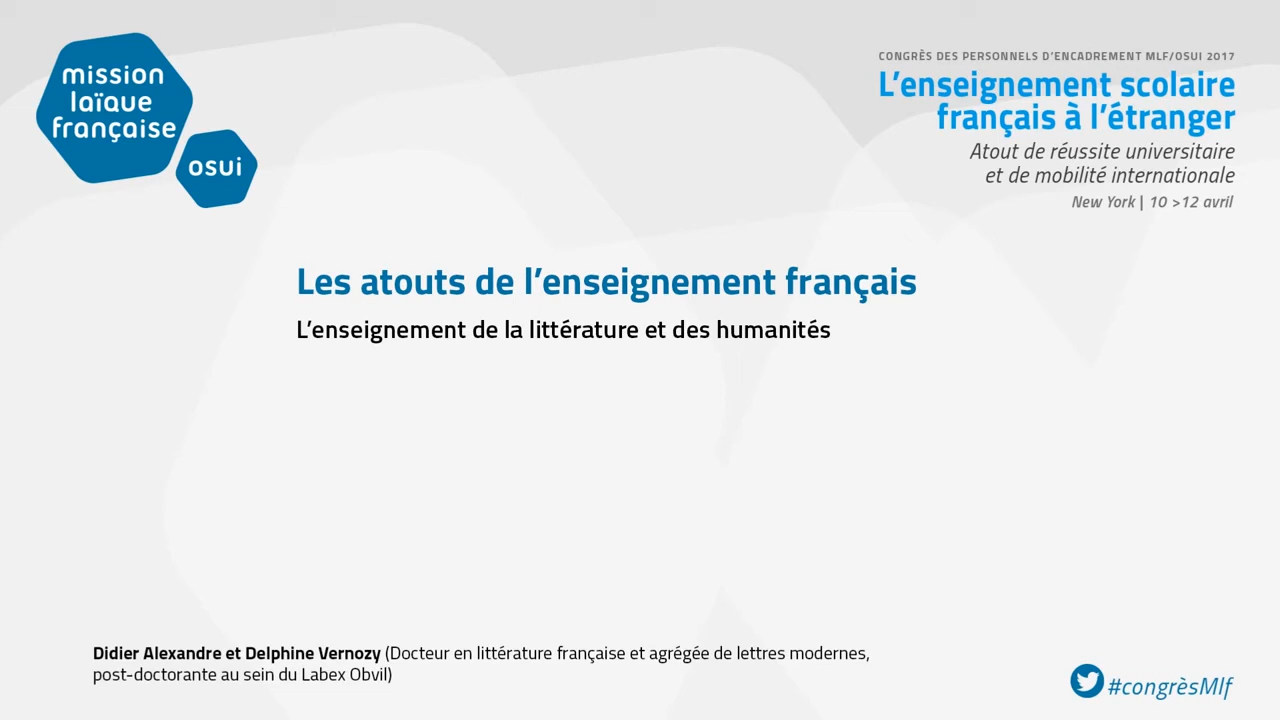 mission
laïque
française
osui
CONGRÈS DES PERSONNELS D'ENCADREMENT MLF/OSUI 2017
L'enseignement scolaire
français à l'étranger
Atout de réussite universitaire
et de mobilité internationale
New York | 10 >12 avril
Les atouts de l'enseignement français
L'enseignement de la littérature et des humanités
Didier Alexandre et Delphine Vernozy (Docteur en littérature française et agrégée de lettres modernes,
post-doctorante au sein du Labex Obvil)
#congrèsMlf